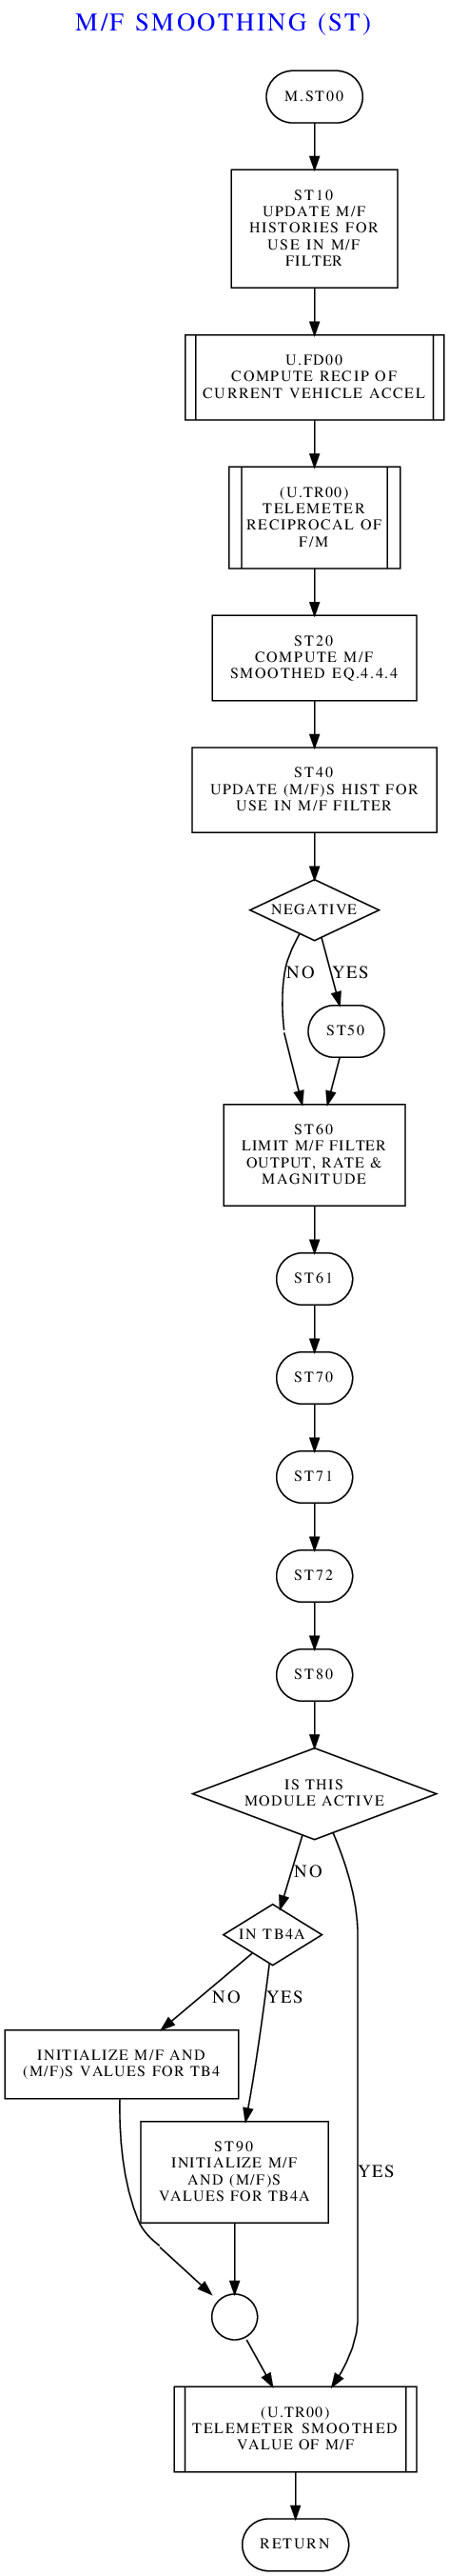 M/F SMOOTHING (ST)
M.ST00
ST10
UPDATE M/F
HISTORIES FOR
USE IN M/F
FILTER
U.FD00
COMPUTE RECIP OF
CURRENT VEHICLE ACCEL
(U.TR00)
TELEMETER
RECIPROCAL OF
F/M
ST20
COMPUTE M/F
SMOOTHED EQ.4.4.4
ST40
UPDATE (M/F)S HIST FOR
USE IN M/F FILTER
NEGATIVE
NO
YES
ST50
ST60
LIMIT M/F FILTER
OUTPUT, RATE &
MAGNITUDE
ST61
ST70
ST71
ST72
ST80
IS THIS
MODULE ACTIVE
NO
IN TB4A
NO
YES
INITIALIZE M/F AND
(M/F)S VALUES FOR TB4
ST90
INITIALIZE M/F
AND (M/F)S
VALUES FOR TB4A
YES
(U.TR00)
TELEMETER SMOOTHED
VALUE OF M/F
RETURN